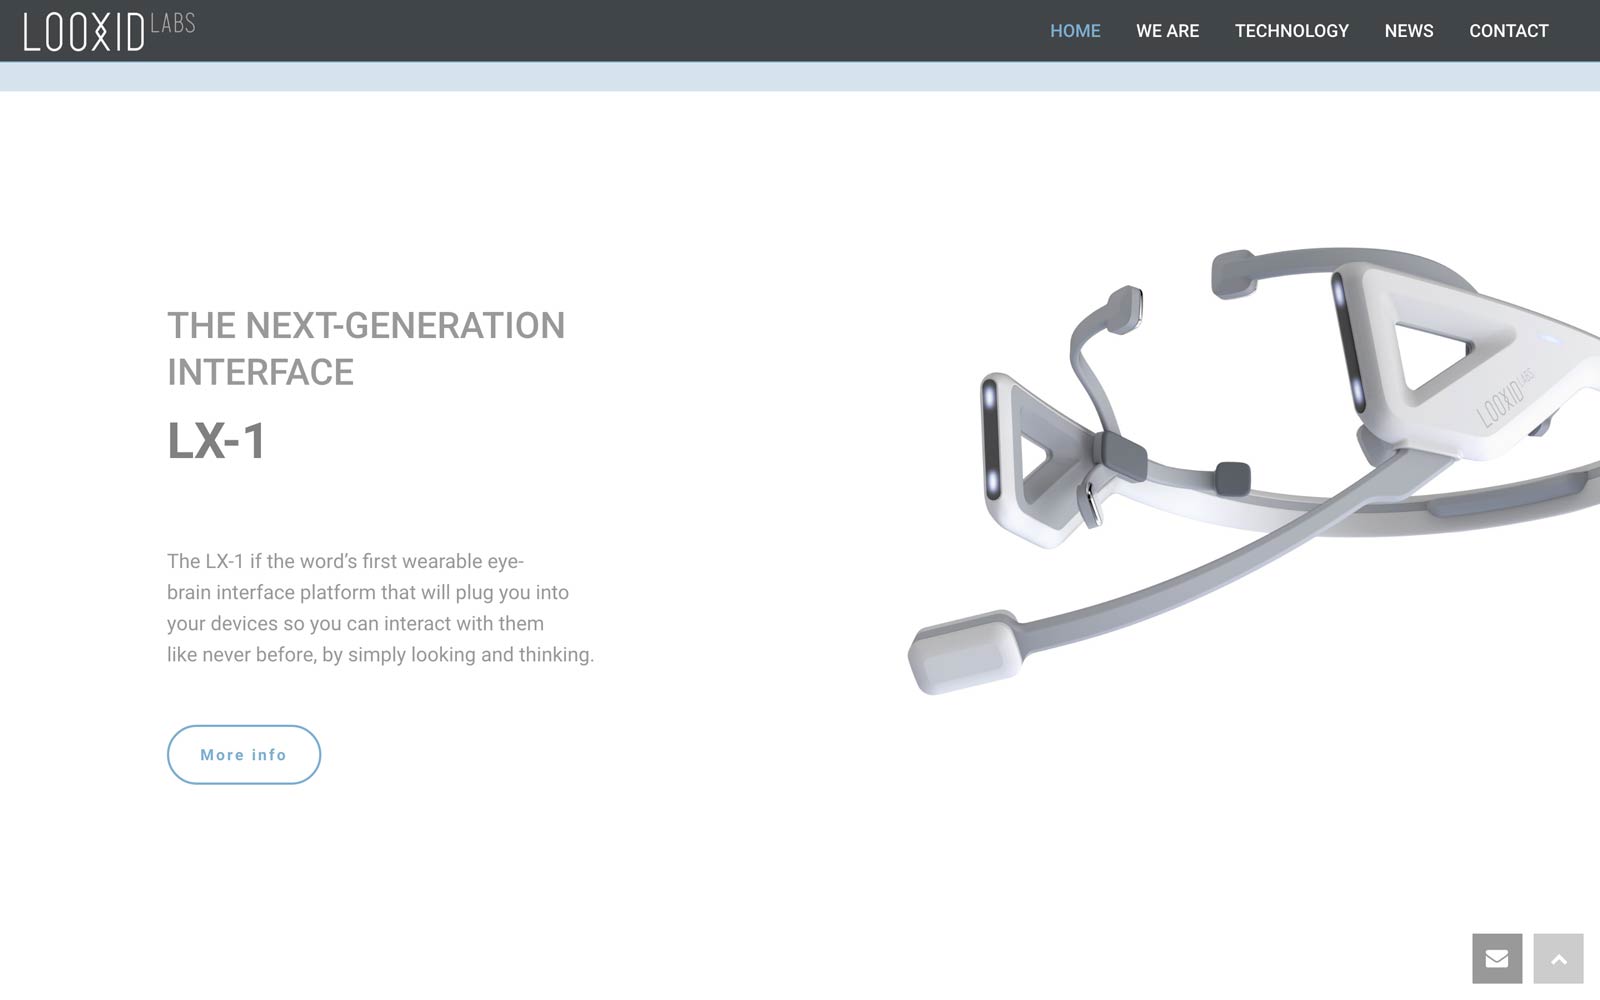 LOOXID LABS
HOME WE ARE TECHNOLOGY NEWS CONTACT
THE NEXT-GENERATION
INTERFACE
LX-1
The LX-1 if the word’s first wearable eye-
brain interface platform that will plug you into
your devices so you can interact with them
like never before, by simply looking and thinking.
More info
LOOXID LABS